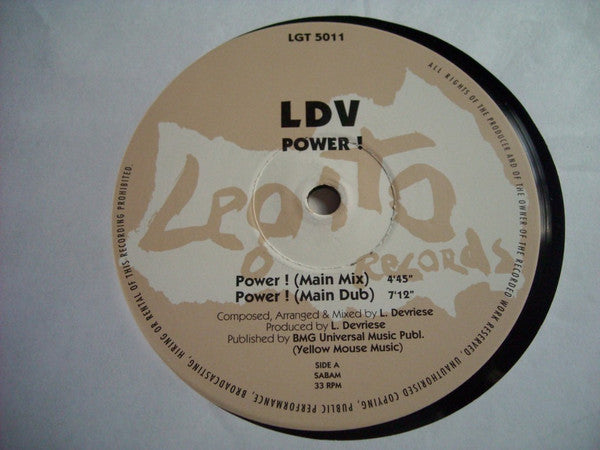 LGT 5011
LDV
POWER !
Legato
Records
Power ! (Main Mix) 4'45"
Power ! (Main Dub) 7'12"
Composed, Arranged & Mixed by L. Devriese
Produced by L. Devriese
Published by BMG Universal Music Publ.
(Yellow Mouse Music)
SIDE A
SABAM
33 RPM
ALL RIGHTS OF THE PRODUCER AND OF THE OWNER OF THE RECORDED WORK RESERVED. UNAUTHORISED COPYING, PUBLIC PERFORMANCE, BROADCASTING, HIRING OR RENTAL OF THIS RECORDING PROHIBITED.